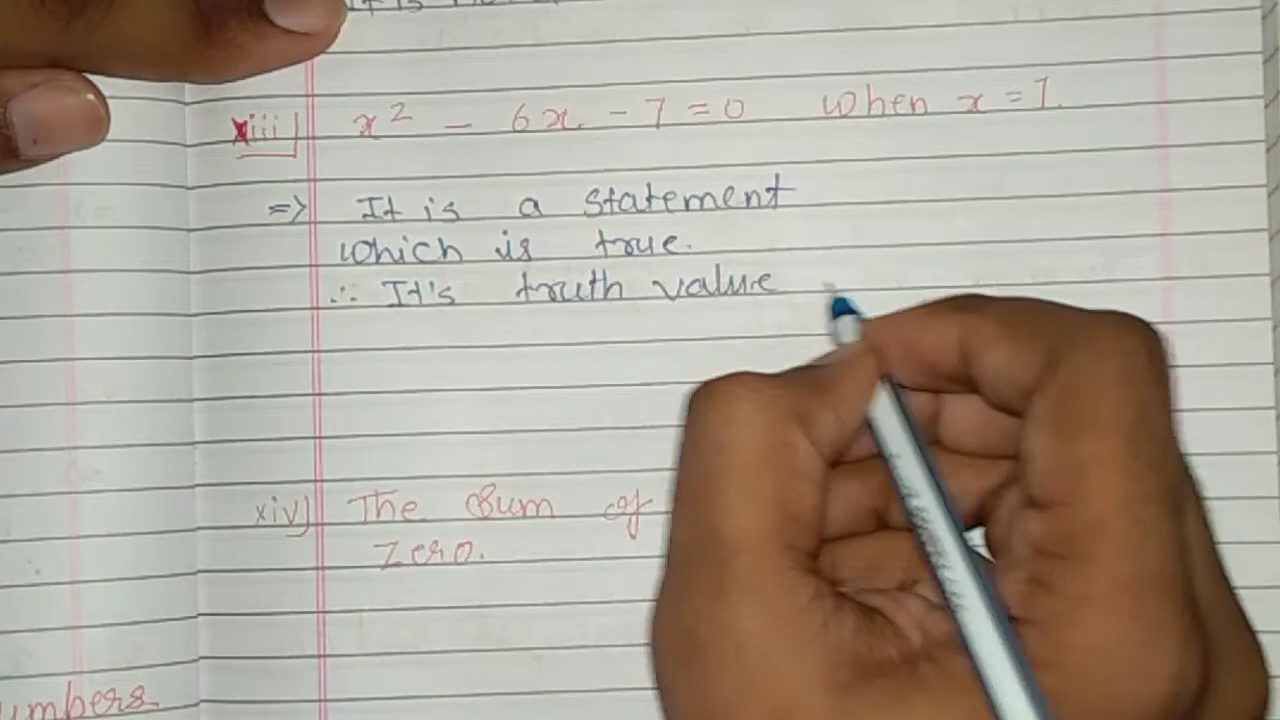 xiii) x² - 6x - 7 = 0 when x = 7.
=> It is a statement
which is true.
∴ It's truth value
xiv) The Sum of
Zero.
umbers